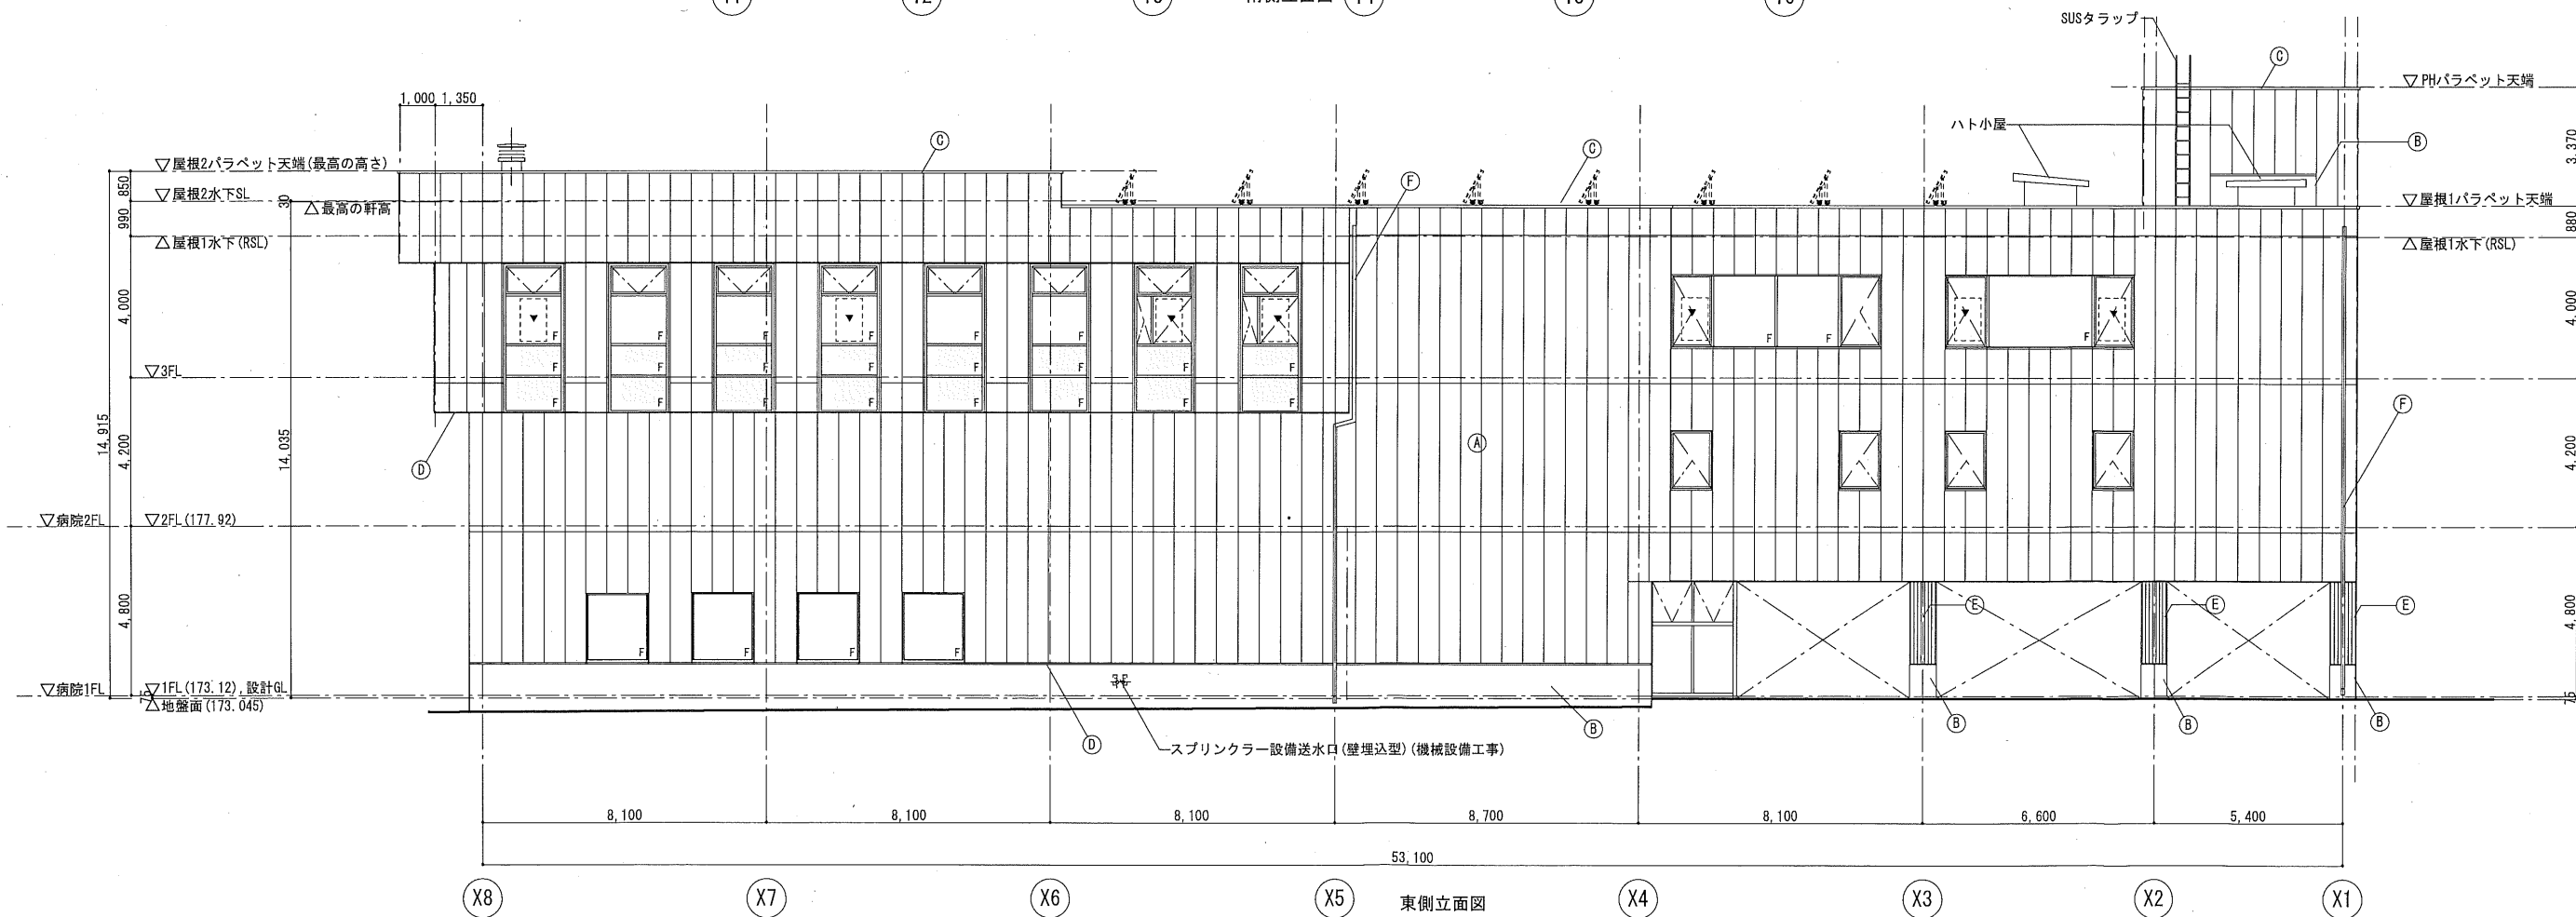 南側立面図
SUSタラップ
C
▽PHパラペット天端
1,000 1,350
ハト小屋
3,370
B
C
C
▽屋根2パラペット天端(最高の高さ)
850
▽屋根2水下SL
30
△最高の軒高
990
△屋根1水下(RSL)
F
▽屋根1パラペット天端
880
△屋根1水下(RSL)
4,000
F F F F F F F F
F F F F F F F F
F F F F F F F F
F F F
4,000
▽3FL
14,915
4,200
14,035
D
A
F
4,200
▽病院2FL
▽2FL(177.92)
4,800
F F F F
E
E
E
4,800
▽病院1FL
▽1FL(173.12),設計GL
75
△地盤面(173.045)
75
D
スプリンクラー設備送水口(壁埋込型)(機械設備工事)
B
B
B
B
8,100 8,100 8,100 8,700 8,100 6,600 5,400
53,100
X8 X7 X6 X5 X4 X3 X2 X1
東側立面図